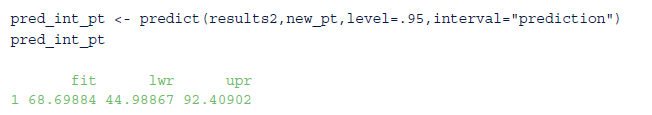 pred_int_pt <- predict(results2,new_pt,level=.95,interval="prediction")
pred_int_pt
fit lwr upr
1 68.69884 44.98867 92.40902